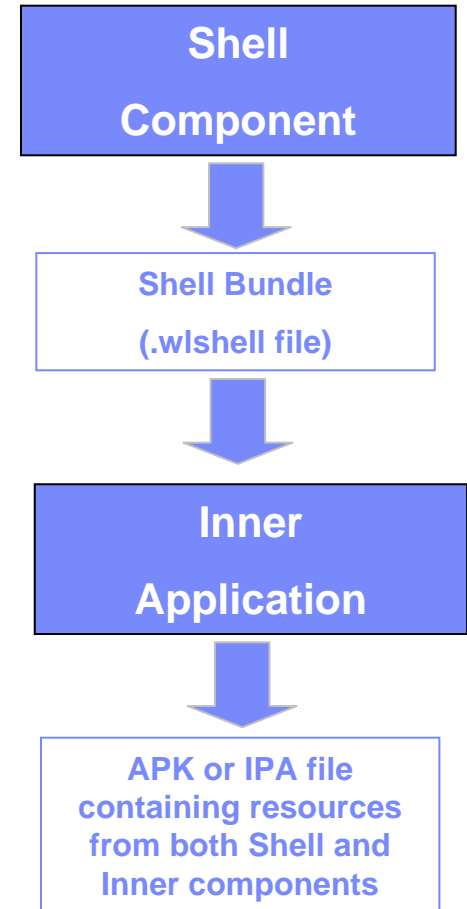 Shell
Component
Shell Bundle
(.wlshell file)
Inner
Application
APK or IPA file
containing resources
from both Shell and
Inner components